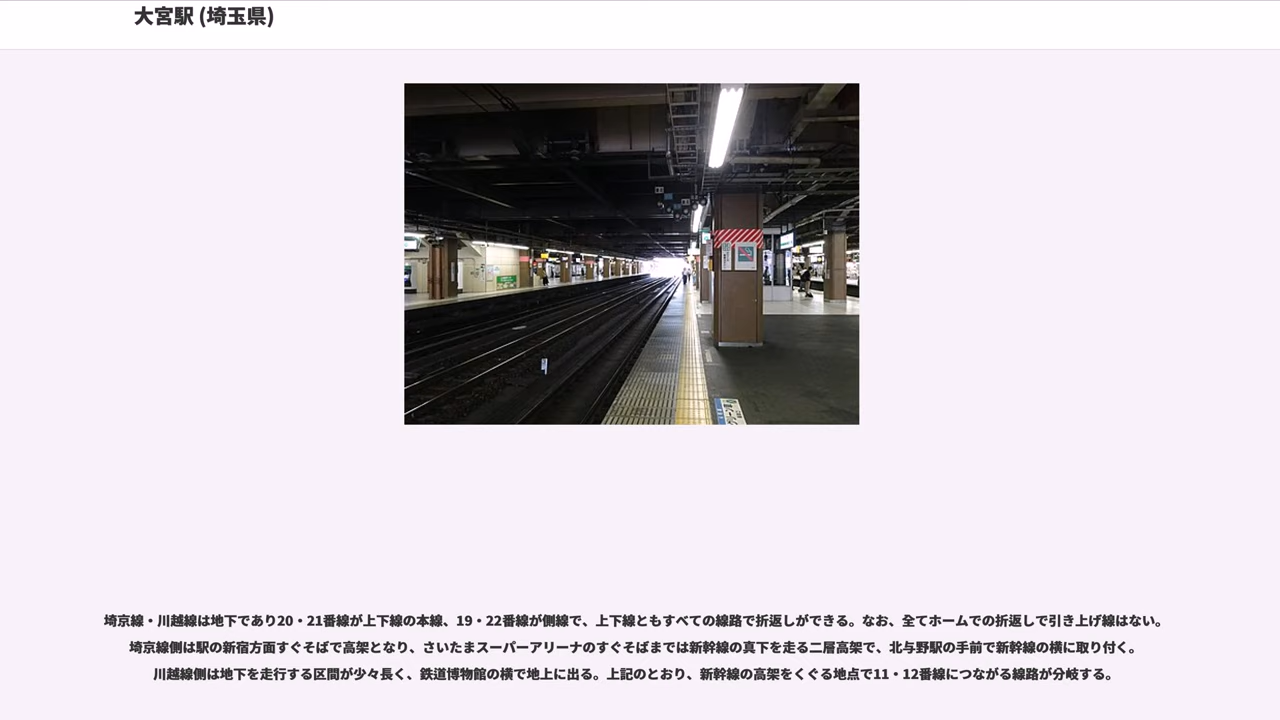 大宮駅 (埼玉県)
埼京線・川越線は地下であり20・21番線が上下線の本線、19・22番線が側線で、上下線ともすべての線路で折返しができる。なお、全てホームでの折返しで引き上げ線はない。
埼京線側は駅の新宿方面すぐそばで高架となり、さいたまスーパーアリーナのすぐそばまでは新幹線の真下を走る二層高架で、北与野駅の手前で新幹線の横に取り付く。
川越線側は地下を走行する区間が少々長く、鉄道博物館の横で地上に出る。上記のとおり、新幹線の高架をくぐる地点で11・12番線につながる線路が分岐する。